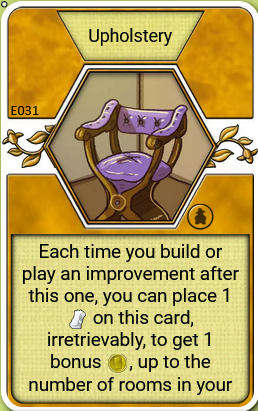 Upholstery
E031
Each time you build or
play an improvement after
this one, you can place 1
on this card,
irretrievably, to get 1
bonus , up to the
number of rooms in your